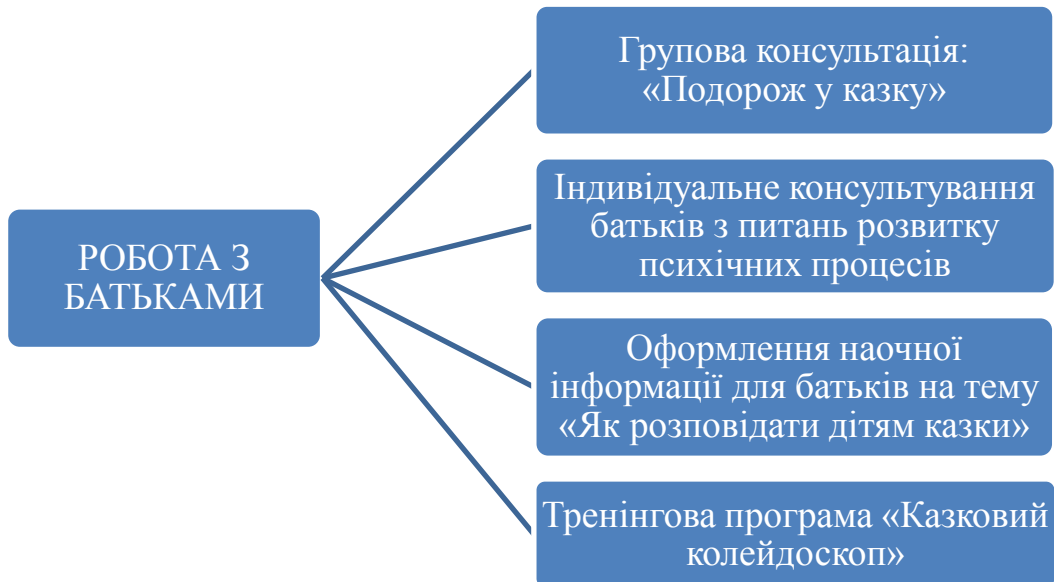 РОБОТА З
БАТЬКАМИ
Групова консультація:
«Подорож у казку»
Індивідуальне консультування
батьків з питань розвитку
психічних процесів
Оформлення наочної
інформації для батьків на тему
«Як розповідати дітям казки»
Тренінгова програма «Казковий
колейдоскоп»